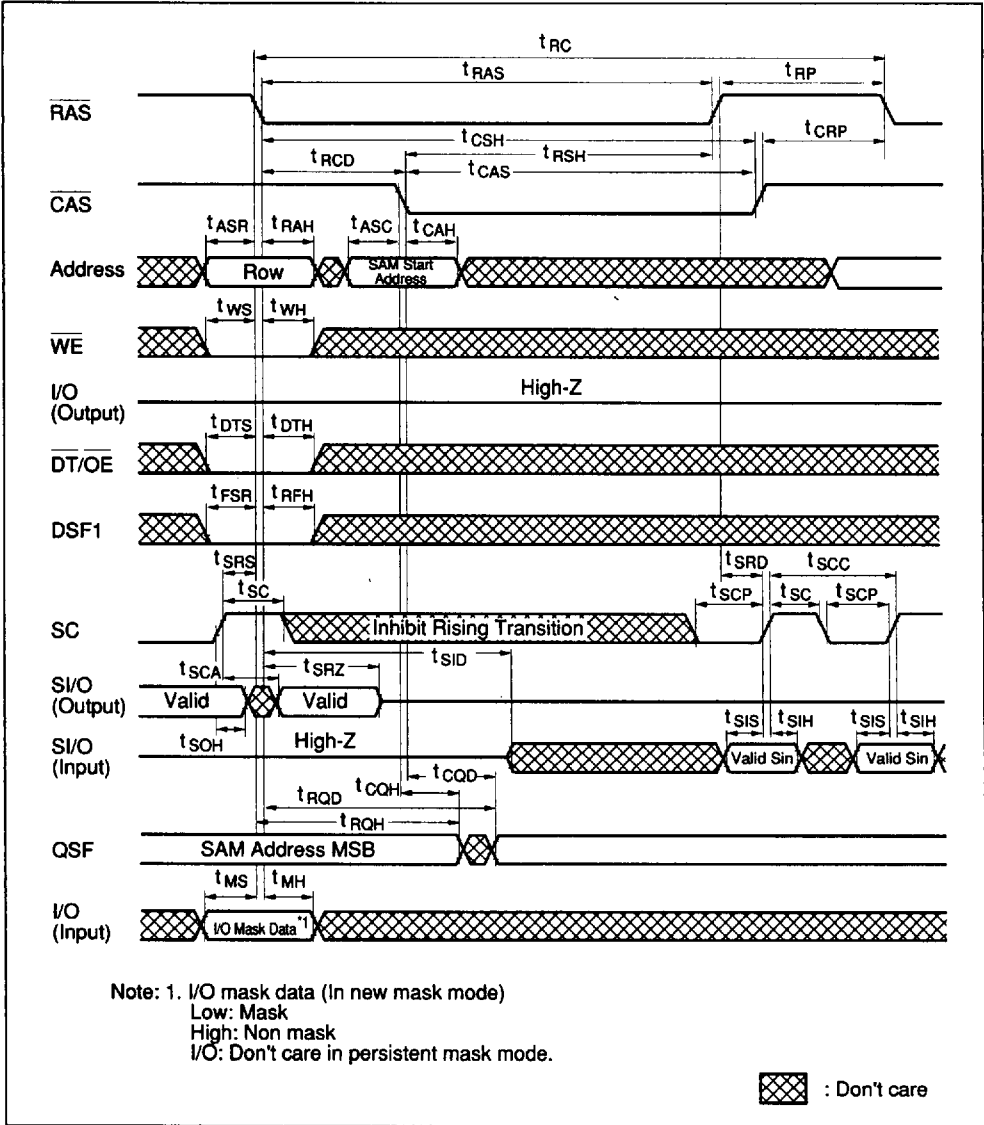 tRC
tRAS tRP
RAS
tCSH tCRP
tRCD tRSH
tCAS
CAS
tASR tRAH tASC tCAH
Address Row SAM Start Address
tWS tWH
WE
I/O (Output) High-Z
tDTS tDTH
DT/OE
tFSR tRFH
DSF1
tSRS tSRD tSCC
tSC tSCP tSC tSCP
SC Inhibit Rising Transition
tSID
tSCA tSRZ
SI/O (Output) Valid Valid
tSOH High-Z tSIS tSIH tSIS tSIH
SI/O (Input) Valid Sin Valid Sin
tCQD
tCQH
tRQD
tRQH
QSF SAM Address MSB
tMS tMH
I/O (Input) I/O Mask Data*1
Note: 1. I/O mask data (In new mask mode)
Low: Mask
High: Non mask
I/O: Don't care in persistent mask mode.
: Don't care